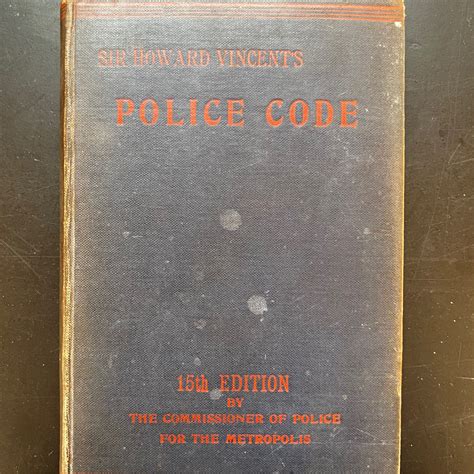 SIR HOWARD VINCENT'S
POLICE CODE
15th EDITION
BY
THE COMMISSIONER OF POLICE
FOR THE METROPOLIS